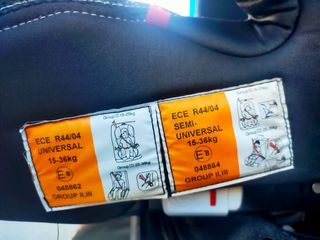 ECE R44/04
UNIVERSAL
15-36kg
E
048862
GROUP II,III
ECE R44/04
SEMI-
UNIVERSAL
15-36kg
E
048864
GROUP II,III